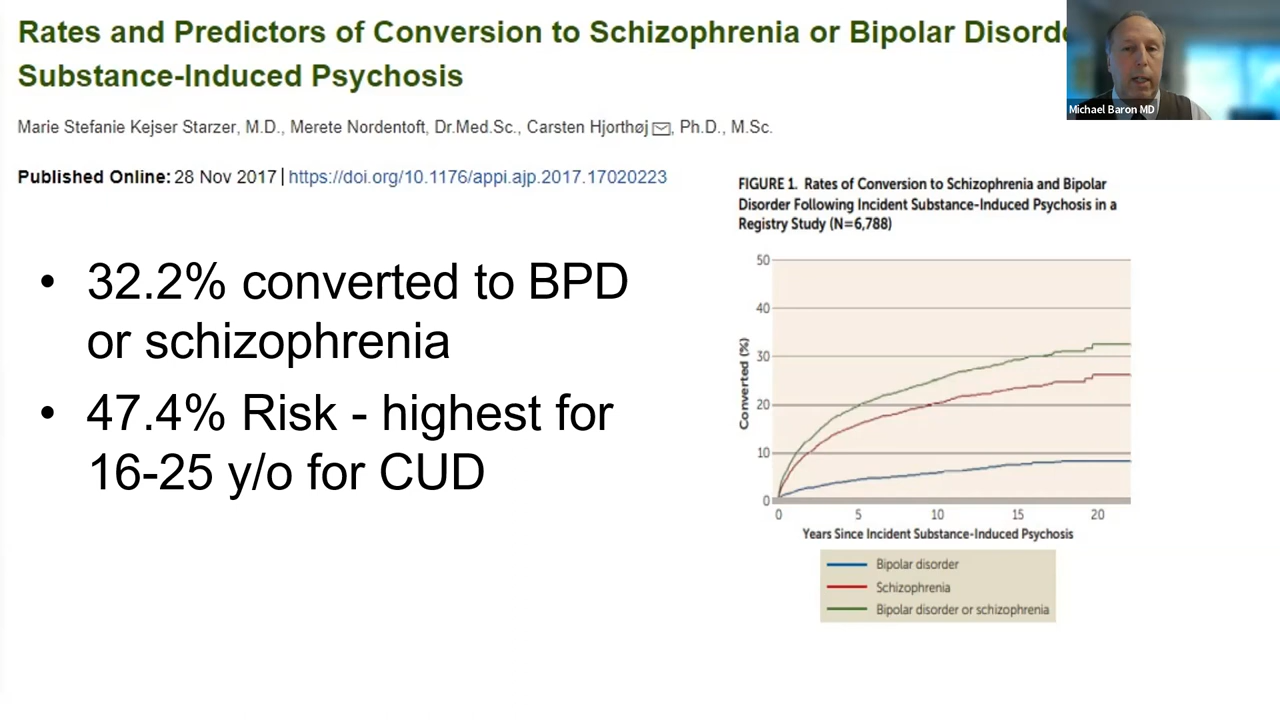 Rates and Predictors of Conversion to Schizophrenia or Bipolar
Substance-Induced Psychosis
Michael Baron MD
Marie Stefanie Kejser Starzer, M.D., Merete Nordentoft, Dr.Med.Sc., Carsten Hjorthøj, Ph.D., M.Sc.
Published Online: 28 Nov 2017 | https://doi.org/10.1176/appi.ajp.2017.17020223
• 32.2% converted to BPD
or schizophrenia
• 47.4% Risk - highest for
16-25 y/o for CUD
FIGURE 1. Rates of Conversion to Schizophrenia and Bipolar
Disorder Following Incident Substance-Induced Psychosis in a
Registry Study (N=6,788)
Converted (%)
50
40
30
20
10
0
0 5 10 15 20
Years Since Incident Substance-Induced Psychosis
Bipolar disorder
Schizophrenia
Bipolar disorder or schizophrenia